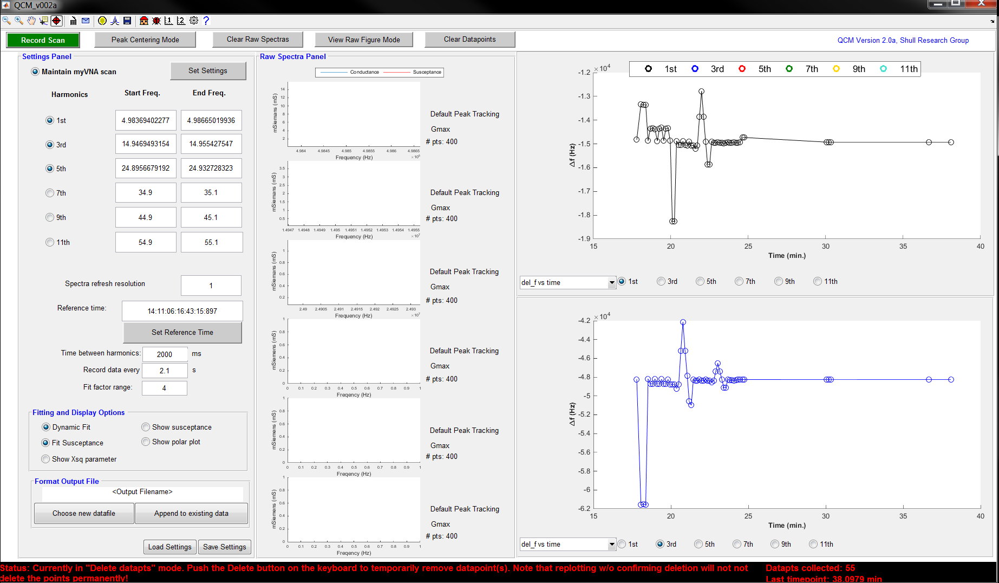 QCM_v002a
Record Scan
Peak Centering Mode
Clear Raw Spectras
View Raw Figure Mode
Clear Datapoints
QCM Version 2.0a, Shull Research Group
Settings Panel
Maintain myVNA scan
Set Settings
Harmonics Start Freq. End Freq.
1st 4.98369402277 4.98665019936
3rd 14.9469493154 14.955427547
5th 24.8956679192 24.932728323
7th 34.9 35.1
9th 44.9 45.1
11th 54.9 55.1
Spectra refresh resolution 1
Reference time: 14:11:06:16:43:15:897
Set Reference Time
Time between harmonics: 2000 ms
Record data every 2.1 s
Fit factor range: 4
Fitting and Display Options
Dynamic Fit Show susceptance
Fit Susceptance Show polar plot
Show Xsq parameter
Format Output File
<Output Filename>
Choose new datafile Append to existing data
Load Settings Save Settings
Raw Spectra Panel
Conductance Susceptance
mSiemans (mS)
14
12
10
8
6
4
2
4.984 4.9845 4.985 4.9855 4.986 4.9865
Frequency (Hz) ×10^6
Default Peak Tracking
Gmax
# pts: 400
mSiemans (mS)
3.5
3
2.5
2
1.5
1
0.5
1.4947 1.4948 1.4949 1.495 1.4951 1.4952 1.4953 1.4954 1.4955
Frequency (Hz) ×10^7
Default Peak Tracking
Gmax
# pts: 400
mSiemans (mS)
1
0.8
0.6
0.4
0.2
2.49 2.4905 2.491 2.4915 2.492 2.4925 2.493
Frequency (Hz) ×10^7
Default Peak Tracking
Gmax
# pts: 400
mSiemans (mS)
1
0.8
0.6
0.4
0.2
0
0 0.1 0.2 0.3 0.4 0.5 0.6 0.7 0.8 0.9 1
Freqency (Hz)
Default Peak Tracking
Gmax
# pts: 400
mSiemans (mS)
1
0.8
0.6
0.4
0.2
0
0 0.1 0.2 0.3 0.4 0.5 0.6 0.7 0.8 0.9 1
Freqency (Hz)
Default Peak Tracking
Gmax
# pts: 400
mSiemans (mS)
1
0.8
0.6
0.4
0.2
0
0 0.1 0.2 0.3 0.4 0.5 0.6 0.7 0.8 0.9 1
Freqency (Hz)
Default Peak Tracking
Gmax
# pts: 400
×10^4
1st 3rd 5th 7th 9th 11th
Δf (Hz)
-1.2
-1.3
-1.4
-1.5
-1.6
-1.7
-1.8
-1.9
15 20 25 30 35 40
Time (min.)
del_f vs time 1st 3rd 5th 7th 9th 11th
×10^4
Δf (Hz)
-4.2
-4.4
-4.6
-4.8
-5
-5.2
-5.4
-5.6
-5.8
-6
-6.2
15 20 25 30 35 40
Time (min.)
del_f vs time 1st 3rd 5th 7th 9th 11th
Status: Currently in "Delete datapts" mode. Push the Delete button on the keyboard to temporarily remove datapoint(s). Note that replotting w/o confirming deletion will not not
delete the points permanently!
Datapts collected: 55
Last timepoint: 38.0979 min